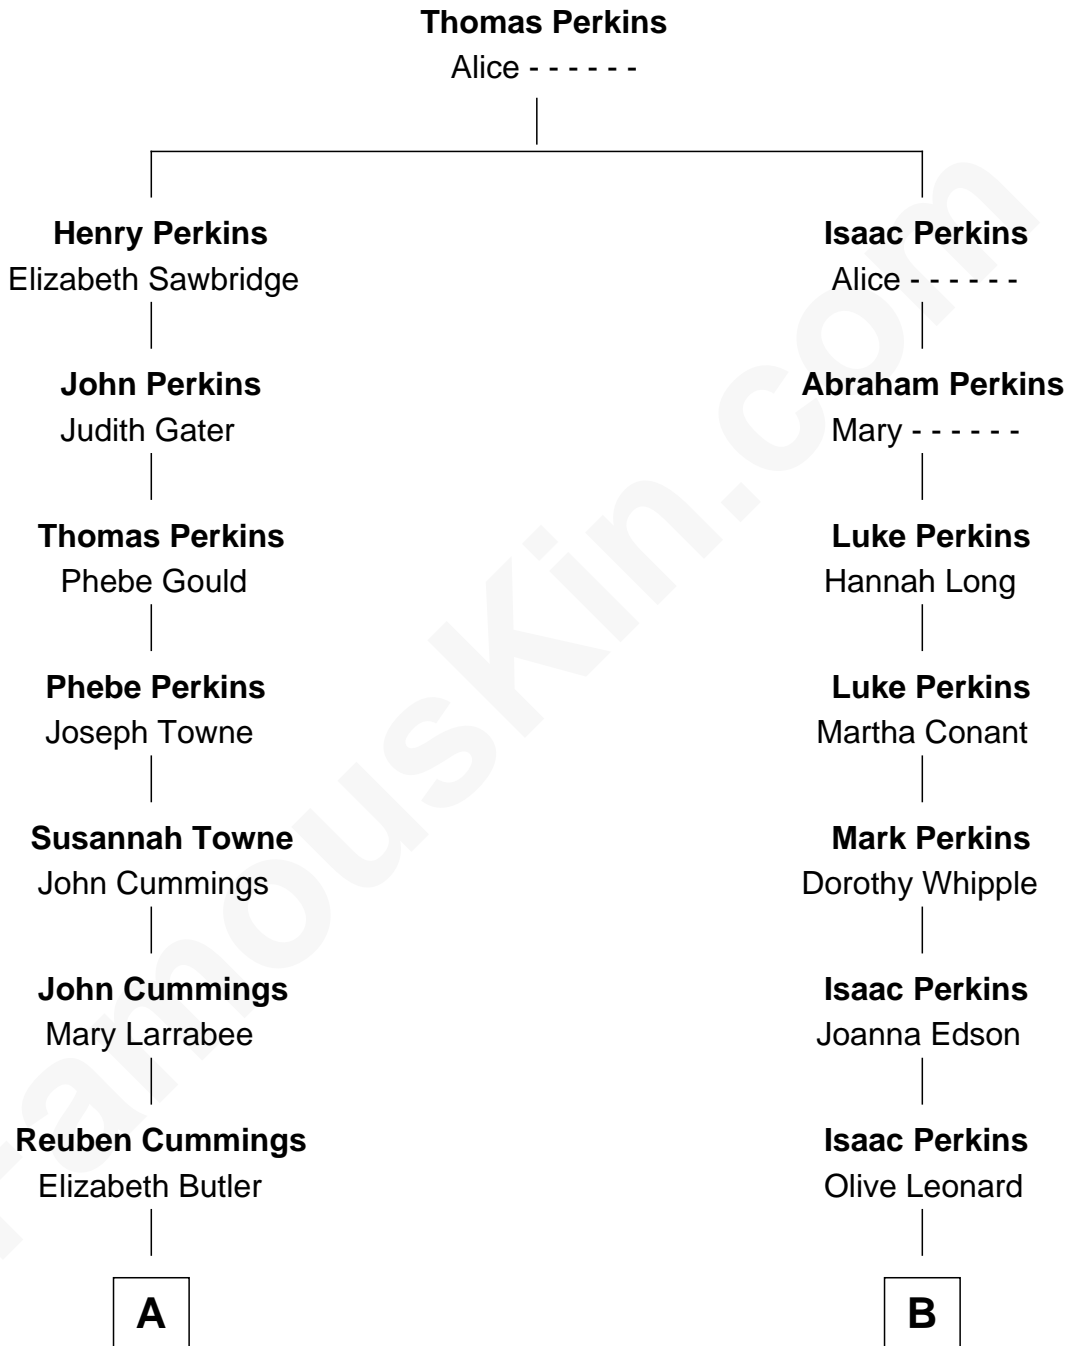 Thomas Perkins
Alice - - - - - -
Henry Perkins
Elizabeth Sawbridge
Isaac Perkins
Alice - - - - - -
John Perkins
Judith Gater
Abraham Perkins
Mary - - - - - -
Thomas Perkins
Phebe Gould
Luke Perkins
Hannah Long
Phebe Perkins
Joseph Towne
Luke Perkins
Martha Conant
Susannah Towne
John Cummings
Mark Perkins
Dorothy Whipple
John Cummings
Mary Larrabee
Isaac Perkins
Joanna Edson
Reuben Cummings
Elizabeth Butler
Isaac Perkins
Olive Leonard
A
B
FamousKin.com